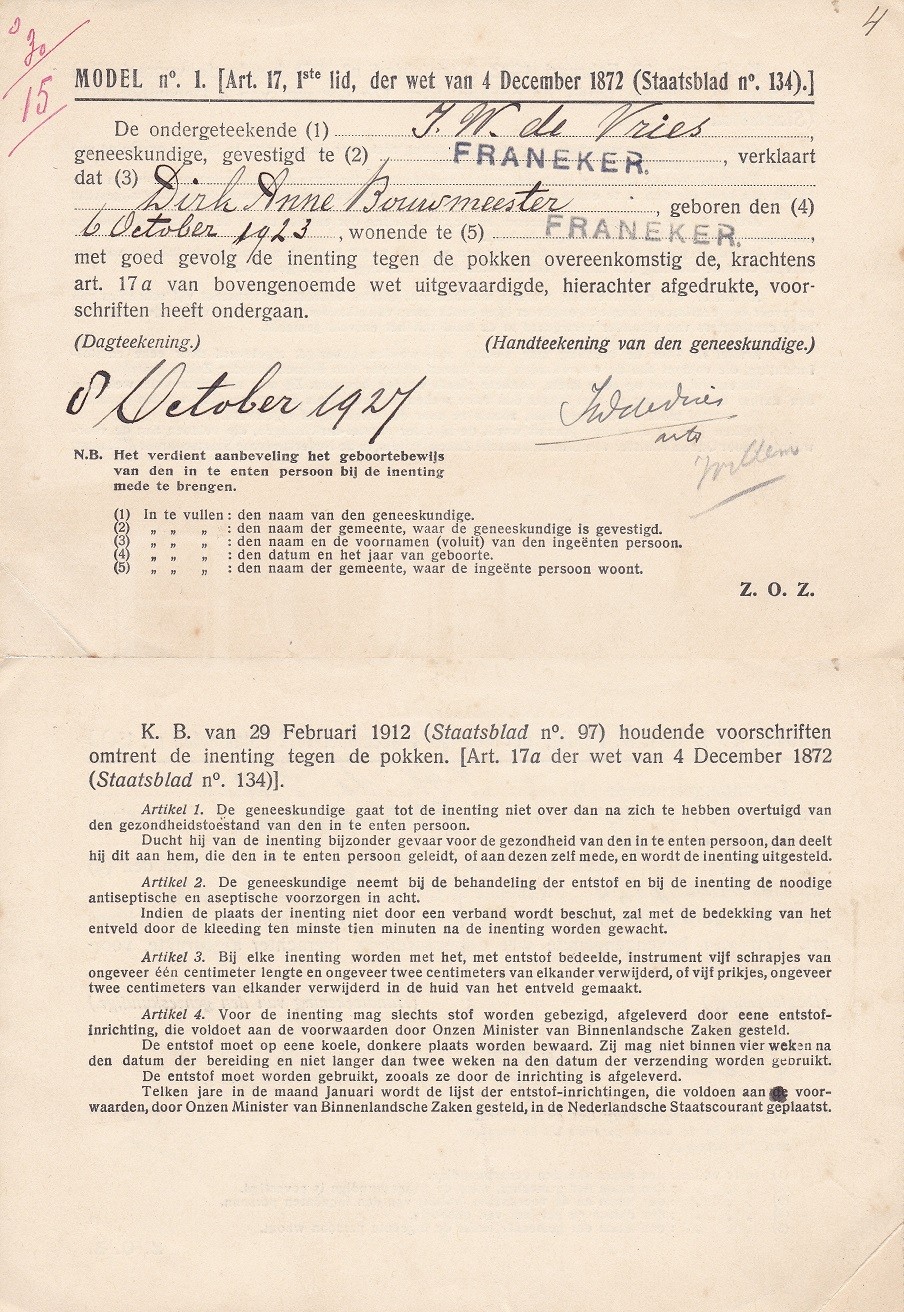 4
30
15
MODEL nº. 1. [Art. 17, 1ste lid, der wet van 4 December 1872 (Staatsblad nº. 134).]
De ondergeteekende (1) J. W. de Vries,
geneeskundige, gevestigd te (2) FRANEKER., verklaart
dat (3) Dirk Anne Bouwmeester, geboren den (4)
6 October 1923, wonende te (5) FRANEKER.,
met goed gevolg de inenting tegen de pokken overeenkomstig de, krachtens
art. 17a van bovengenoemde wet uitgevaardigde, hierachter afgedrukte, voor-
schriften heeft ondergaan.
(Dagteekening.) (Handteekening van den geneeskundige.)
8 October 1927
JWdeVries
arts
Willem
N.B. Het verdient aanbeveling het geboortebewijs
van den in te enten persoon bij de inenting
mede te brengen.
(1) In te vullen : den naam van den geneeskundige.
(2) „ „ „ : den naam der gemeente, waar de geneeskundige is gevestigd.
(3) „ „ „ : den naam en de voornamen (voluit) van den ingeënten persoon.
(4) „ „ „ : den datum en het jaar van geboorte.
(5) „ „ „ : den naam der gemeente, waar de ingeënte persoon woont.
Z. O. Z.
K. B. van 29 Februari 1912 (Staatsblad nº. 97) houdende voorschriften
omtrent de inenting tegen de pokken. [Art. 17a der wet van 4 December 1872
(Staatsblad nº. 134)].
Artikel 1. De geneeskundige gaat tot de inenting niet over dan na zich te hebben overtuigd van
den gezondheidstoestand van den in te enten persoon.
Ducht hij van de inenting bijzonder gevaar voor de gezondheid van den in te enten persoon, dan deelt
hij dit aan hem, die den in te enten persoon geleidt, of aan dezen zelf mede, en wordt de inenting uitgesteld.
Artikel 2. De geneeskundige neemt bij de behandeling der entstof en bij de inenting de noodige
antiseptische en aseptische voorzorgen in acht.
Indien de plaats der inenting niet door een verband wordt beschut, zal met de bedekking van het
entveld door de kleeding ten minste tien minuten na de inenting worden gewacht.
Artikel 3. Bij elke inenting worden met het, met entstof bedeelde, instrument vijf schrapjes van
ongeveer één centimeter lengte en ongeveer twee centimeters van elkander verwijderd, of vijf prikjes, ongeveer
twee centimeters van elkander verwijderd in de huid van het entveld gemaakt.
Artikel 4. Voor de inenting mag slechts stof worden gebezigd, afgeleverd door eene entstof-
inrichting, die voldoet aan de voorwaarden door Onzen Minister van Binnenlandsche Zaken gesteld.
De entstof moet op eene koele, donkere plaats worden bewaard. Zij mag niet binnen vier weken na
den datum der bereiding en niet langer dan twee weken na den datum der verzending worden gebruikt.
De entstof moet worden gebruikt, zooals ze door de inrichting is afgeleverd.
Telken jare in de maand Januari wordt de lijst der entstof-inrichtingen, die voldoen aan de voor-
waarden, door Onzen Minister van Binnenlandsche Zaken gesteld, in de Nederlandsche Staatscourant geplaatst.